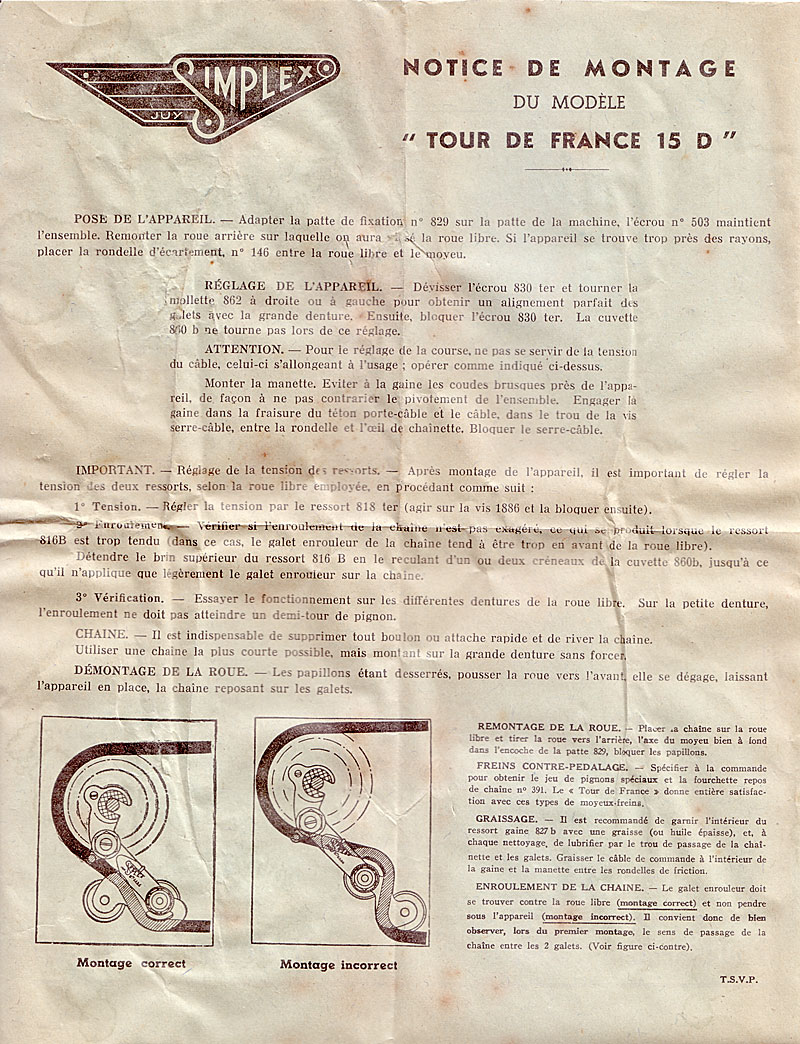 SIMPLEX
JUY
NOTICE DE MONTAGE
DU MODÈLE
" TOUR DE FRANCE 15 D "
POSE DE L'APPAREIL. — Adapter la patte de fixation n° 829 sur la patte de la machine, l'écrou n° 503 maintient
l'ensemble. Remonter la roue arrière sur laquelle on aura la roue libre. Si l'appareil se trouve trop près des rayons,
placer la rondelle d'écartement, n° 146 entre la roue libre et le moyeu.
RÉGLAGE DE L'APPAREIL. — Dévisser l'écrou 830 ter et tourner la
mollette 862 à droite ou à gauche pour obtenir un alignement parfait des
galets avec la grande denture. Ensuite, bloquer l'écrou 830 ter. La cuvette
860 b ne tourne pas lors de ce réglage.
ATTENTION. — Pour le réglage de la course, ne pas se servir de la tension
du câble, celui-ci s'allongeant à l'usage ; opérer comme indiqué ci-dessus.
Monter la manette. Eviter à la gaine les coudes brusques près de l'appa-
reil, de façon à ne pas contrarier le pivotement de l'ensemble. Engager la
gaine dans la fraisure du téton porte-câble et le câble, dans le trou de la vis
serre-câble, entre la rondelle et l'œil de chaînette. Bloquer le serre-câble.
IMPORTANT. — Réglage de la tension des ressorts. — Après montage de l'appareil, il est important de régler la
tension des deux ressorts, selon la roue libre employée, en procédant comme suit :
1° Tension. — Régler la tension par le ressort 818 ter (agir sur la vis 1886 et la bloquer ensuite).
2° Enroulement. — Vérifier si l'enroulement de la chaîne n'est pas exagéré, ce qui se produit lorsque le ressort
816B est trop tendu (dans ce cas, le galet enrouleur de la chaîne tend à être trop en avant de la roue libre).
Détendre le brin supérieur du ressort 816 B en le reculant d'un ou deux créneaux de la cuvette 860b, jusqu'à ce
qu'il n'applique que légèrement le galet enrouleur sur la chaîne.
3° Vérification. — Essayer le fonctionnement sur les différentes dentures de la roue libre. Sur la petite denture,
l'enroulement ne doit pas atteindre un demi-tour de pignon.
CHAINE. — Il est indispensable de supprimer tout boulon ou attache rapide et de river la chaîne.
Utiliser une chaîne la plus courte possible, mais montant sur la grande denture sans forcer.
DÉMONTAGE DE LA ROUE. — Les papillons étant desserrés, pousser la roue vers l'avant, elle se dégage, laissant
l'appareil en place, la chaîne reposant sur les galets.
Montage correct
Montage incorrect
REMONTAGE DE LA ROUE. — Placer la chaîne sur la roue
libre et tirer la roue vers l'arrière, l'axe du moyeu bien à fond
dans l'encoche de la patte 829, bloquer les papillons.
FREINS CONTRE-PEDALAGE. — Spécifier à la commande
pour obtenir le jeu de pignons spéciaux et la fourchette repos
de chaîne n° 391. Le « Tour de France » donne entière satisfac-
tion avec ces types de moyeux-freins.
GRAISSAGE. — Il est recommandé de garnir l'intérieur du
ressort gaine 827 b avec une graisse (ou huile épaisse), et, à
chaque nettoyage, de lubrifier par le trou de passage de la chaî-
nette et les galets. Graisser le câble de commande à l'intérieur de
la gaine et la manette entre les rondelles de friction.
ENROULEMENT DE LA CHAINE. — Le galet enrouleur doit
se trouver contre la roue libre (montage correct) et non pendre
sous l'appareil (montage incorrect). Il convient donc de bien
observer, lors du premier montage, le sens de passage de la
chaîne entre les 2 galets. (Voir figure ci-contre).
T.S.V.P.